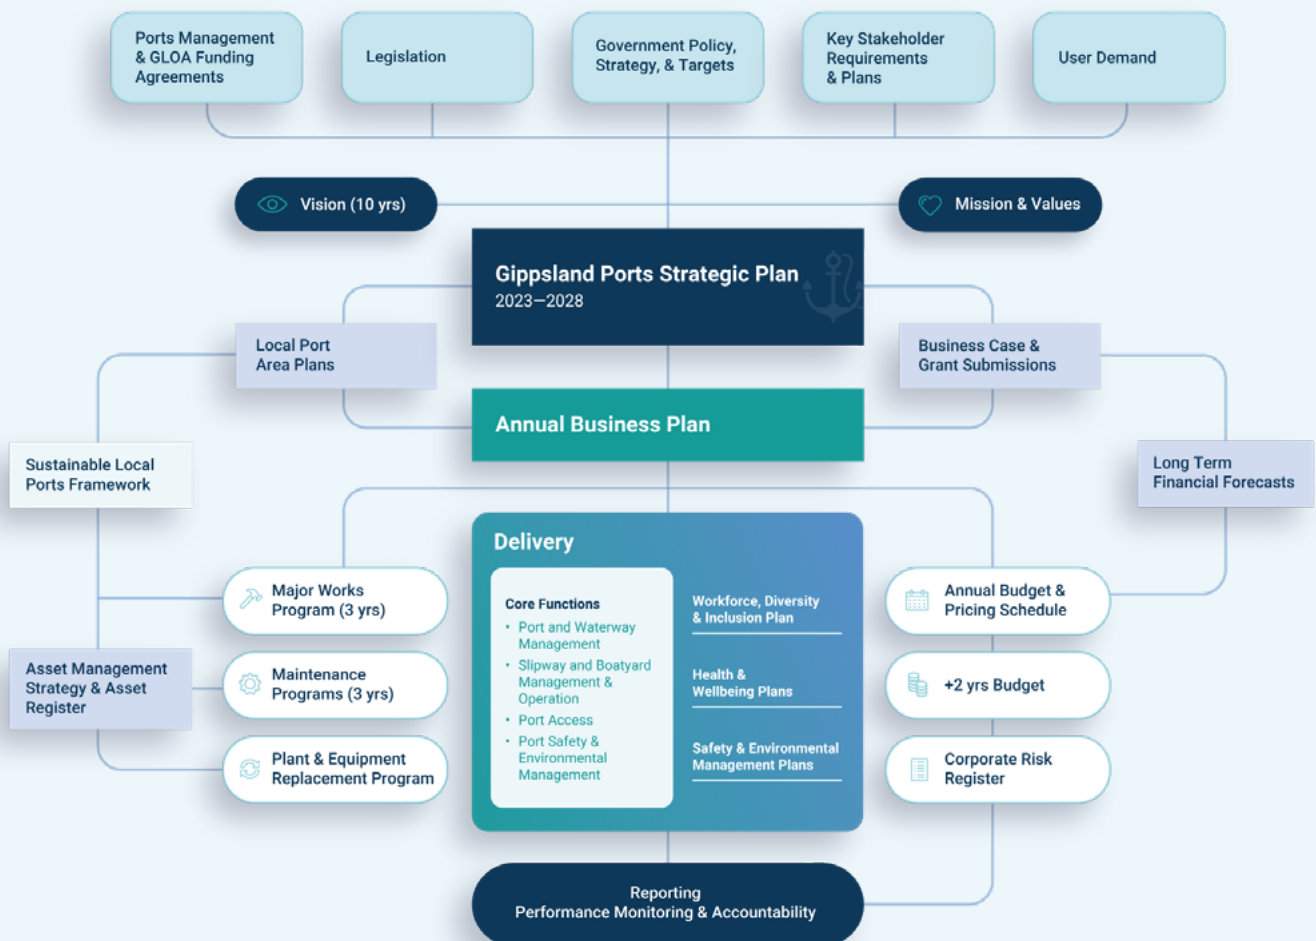 Ports Management
& GLOA Funding
Agreements
Legislation
Government Policy,
Strategy, & Targets
Key Stakeholder
Requirements
& Plans
User Demand
Vision (10 yrs)
Mission & Values
Gippsland Ports Strategic Plan
2023—2028
Local Port
Area Plans
Business Case &
Grant Submissions
Annual Business Plan
Sustainable Local
Ports Framework
Long Term
Financial Forecasts
Delivery
Major Works
Program (3 yrs)
Maintenance
Programs (3 yrs)
Plant & Equipment
Replacement Program
Asset Management
Strategy & Asset
Register
Core Functions
• Port and Waterway
Management
• Slipway and Boatyard
Management &
Operation
• Port Access
• Port Safety &
Environmental
Management
Workforce, Diversity
& Inclusion Plan
Health &
Wellbeing Plans
Safety & Environmental
Management Plans
Annual Budget &
Pricing Schedule
+2 yrs Budget
Corporate Risk
Register
Reporting
Performance Monitoring & Accountability